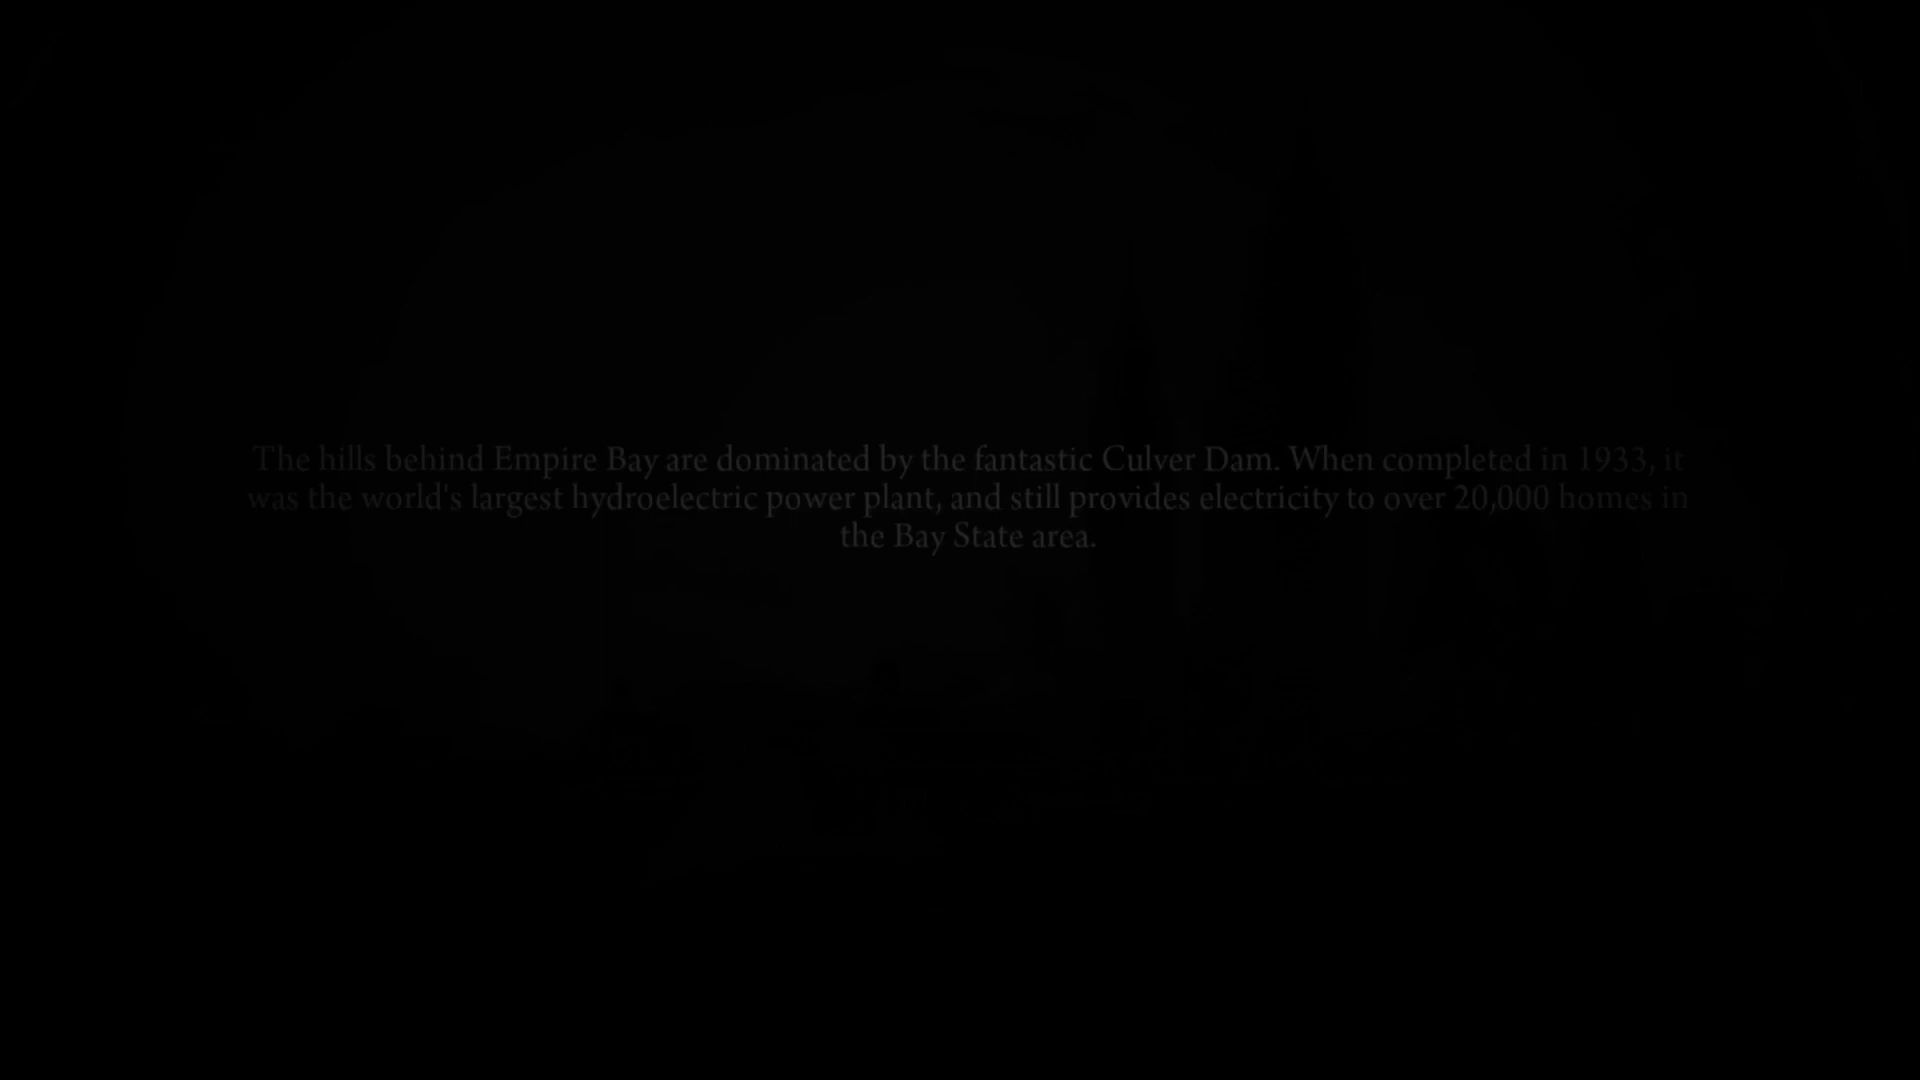 The hills behind Empire Bay are dominated by the fantastic Culver Dam. When completed in 1933, it
was the world's largest hydroelectric power plant, and still provides electricity to over 20,000 homes in
the Bay State area.